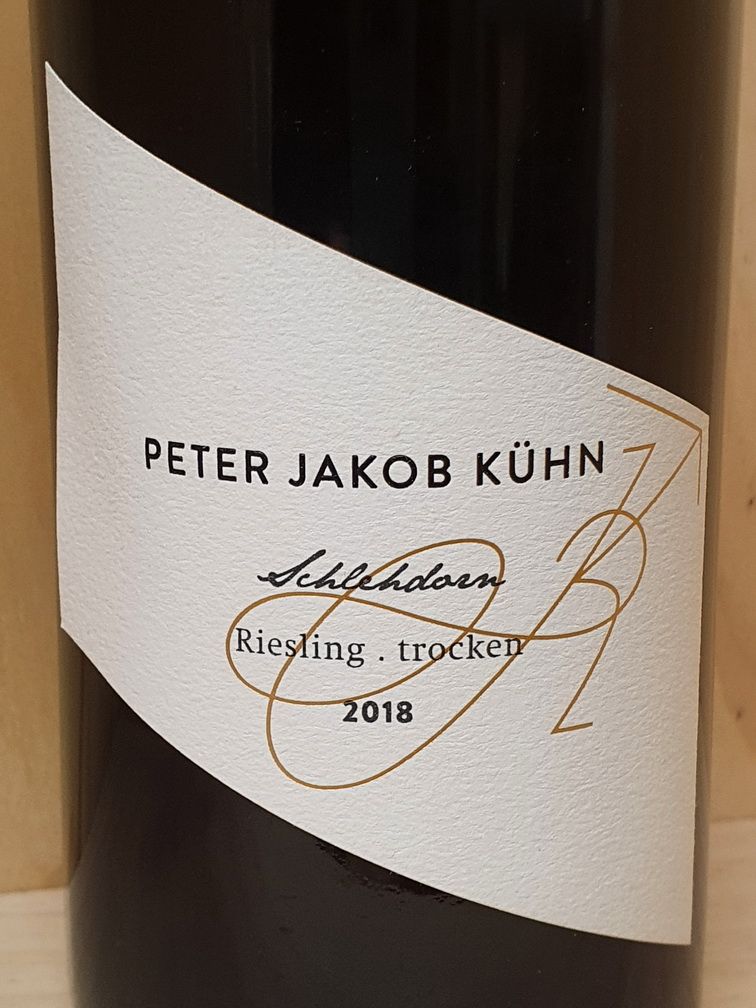 PETER JAKOB KÜHN
Schlehdorn
Riesling . trocken
2018